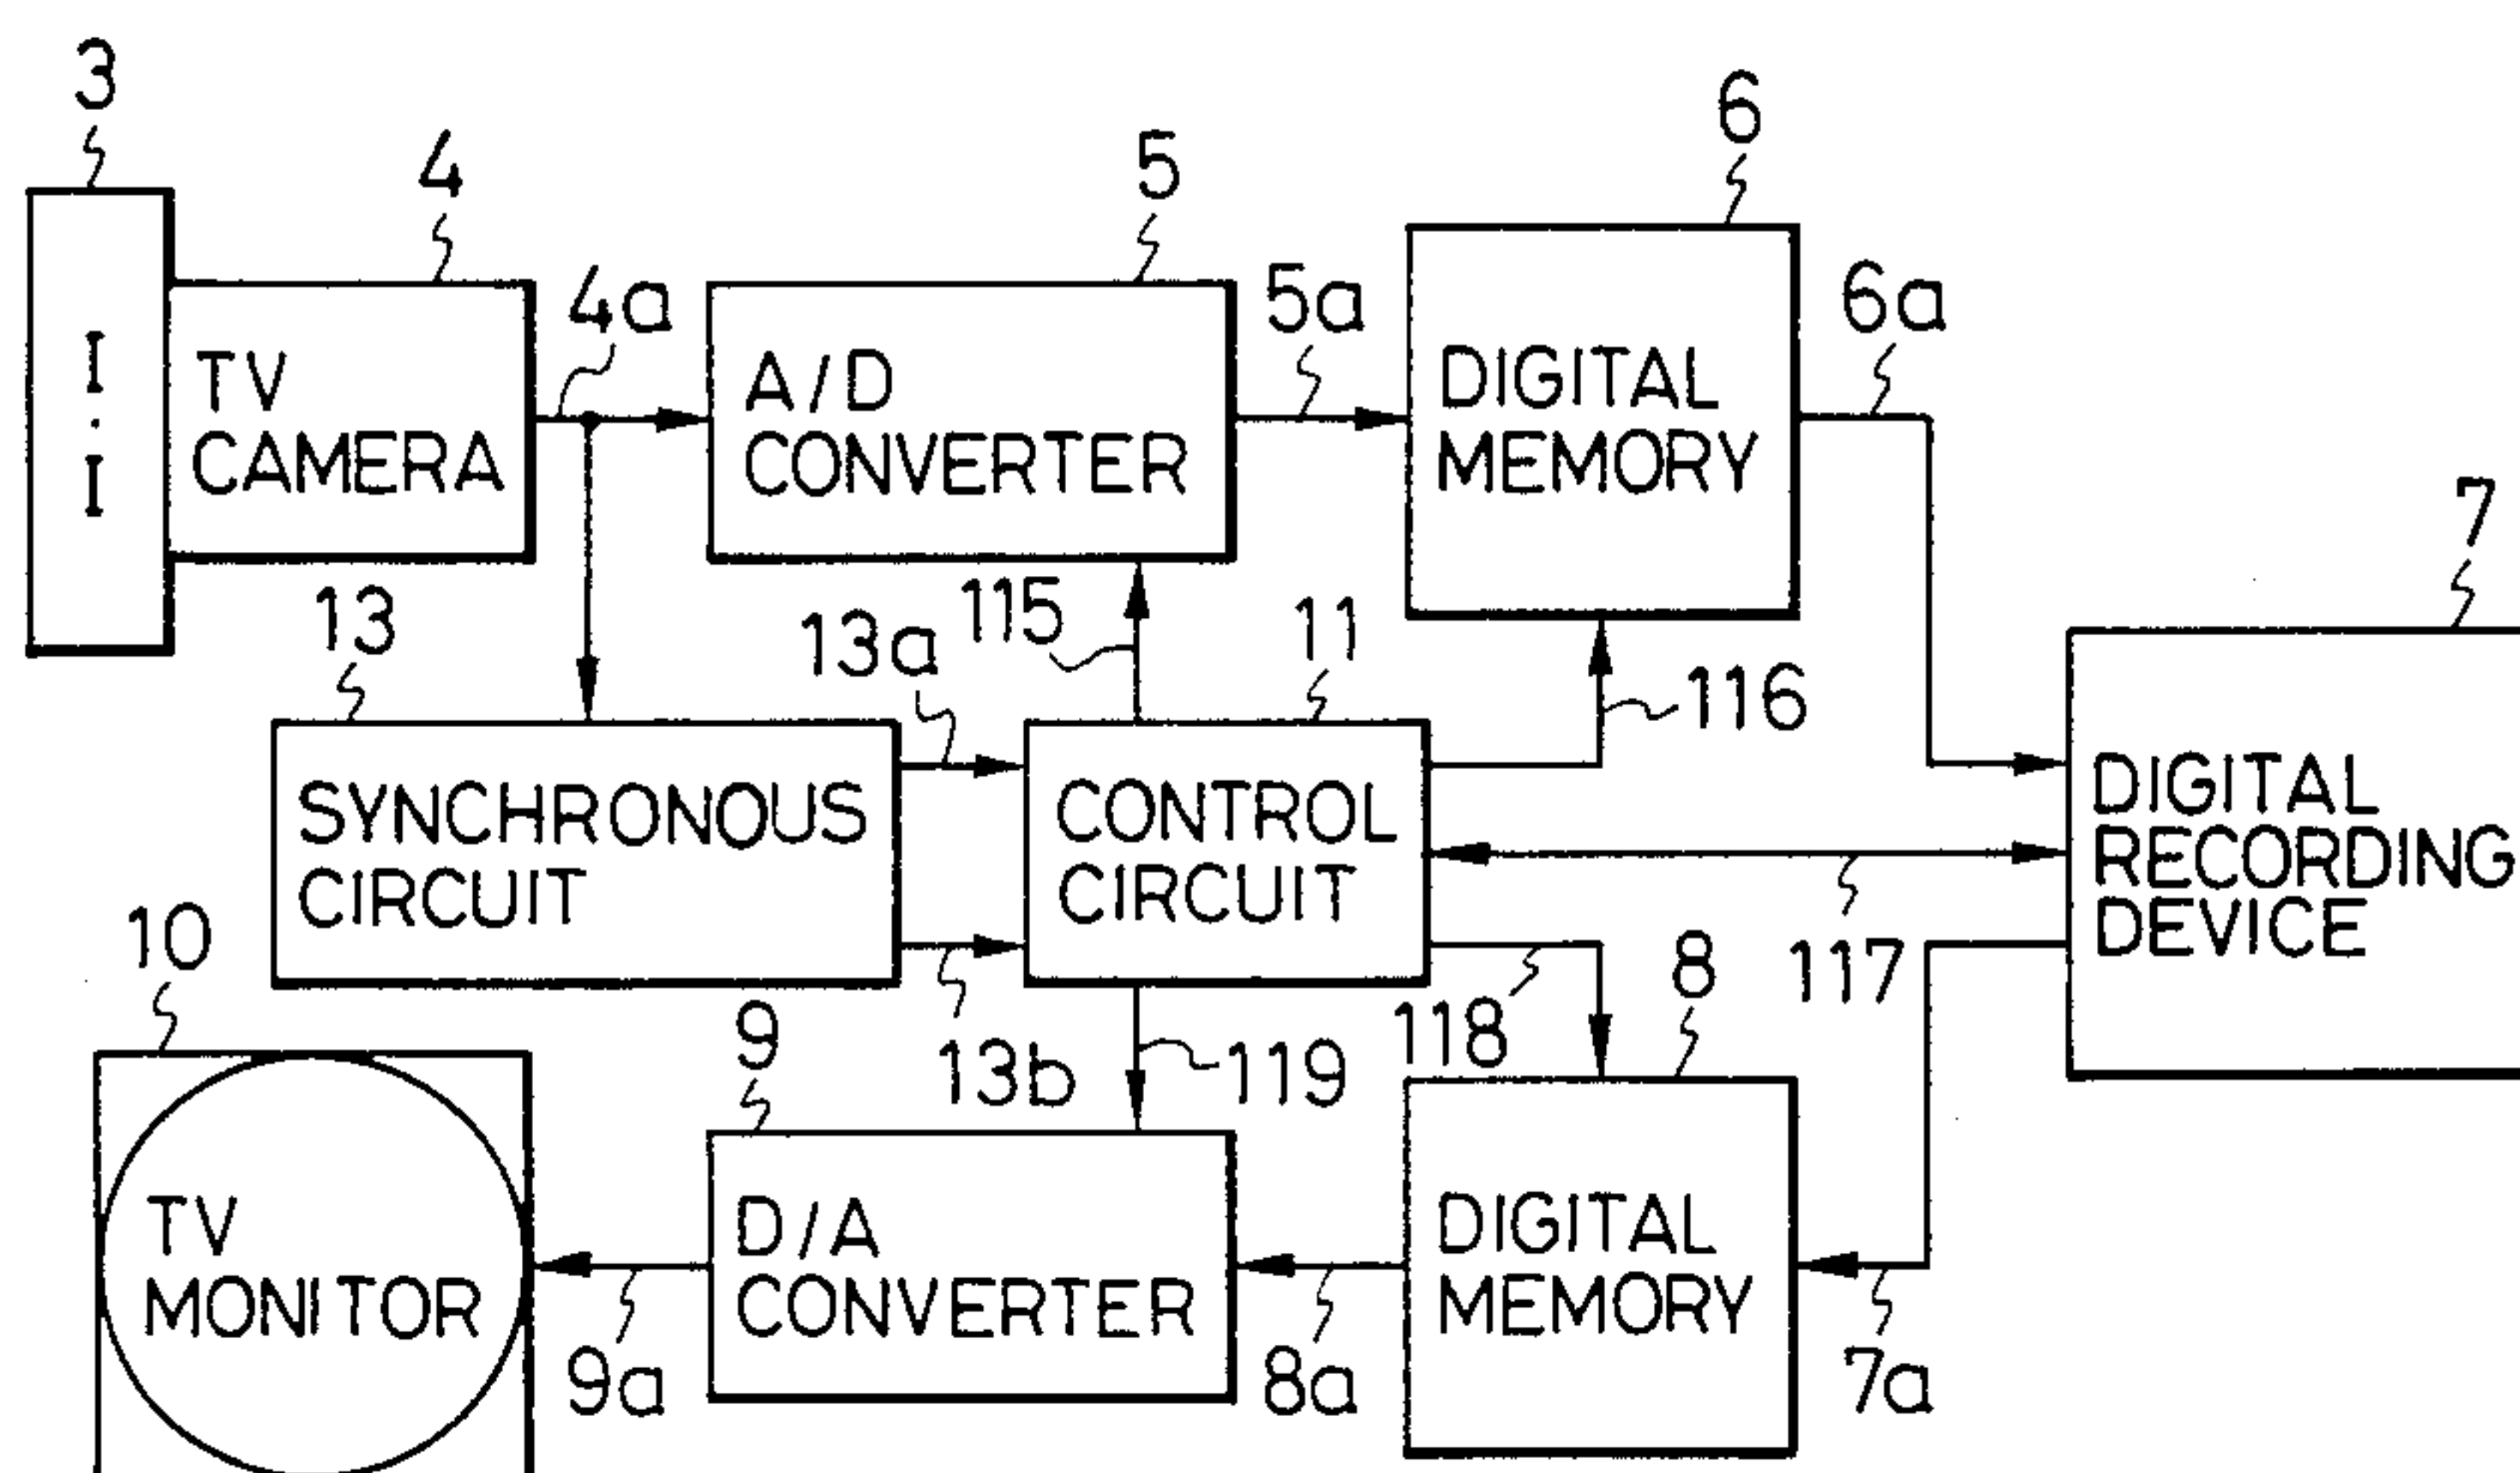 3
4
5
6
4a
5a
6a
I.I
TV
CAMERA
A/D
CONVERTER
DIGITAL
MEMORY
7
13
13a
115
11
116
SYNCHRONOUS
CIRCUIT
CONTROL
CIRCUIT
DIGITAL
RECORDING
DEVICE
10
9
13b
119
118
8
117
TV
MONITOR
D/A
CONVERTER
DIGITAL
MEMORY
9a
8a
7a